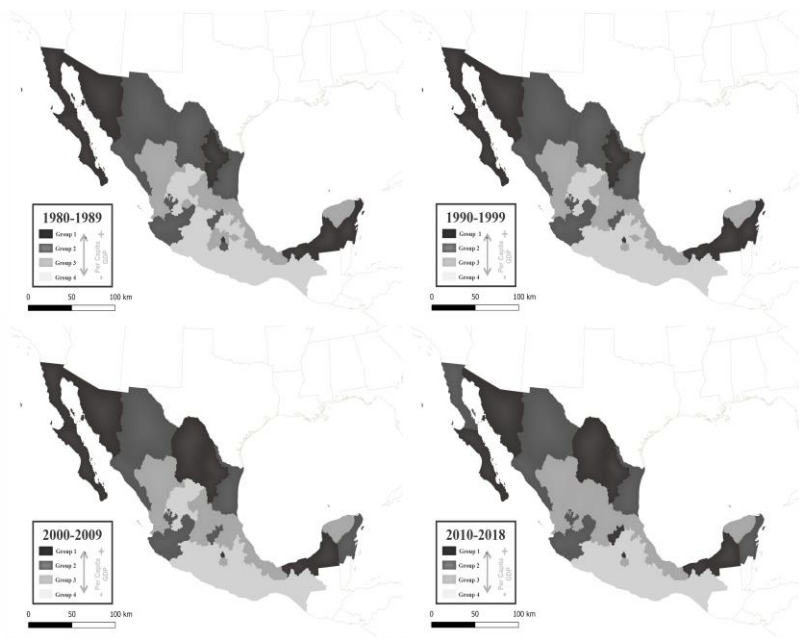 1980-1989
Group 1
Group 2
Group 3
Group 4
Per Capita
GDP
+
-
0 50 100 km
1990-1999
Group 1
Group 2
Group 3
Group 4
Per Capita
GDP
+
-
0 50 100 km
2000-2009
Group 1
Group 2
Group 3
Group 4
Per Capita
GDP
+
-
0 50 100 km
2010-2018
Group 1
Group 2
Group 3
Group 4
Per Capita
GDP
+
-
0 50 100 km